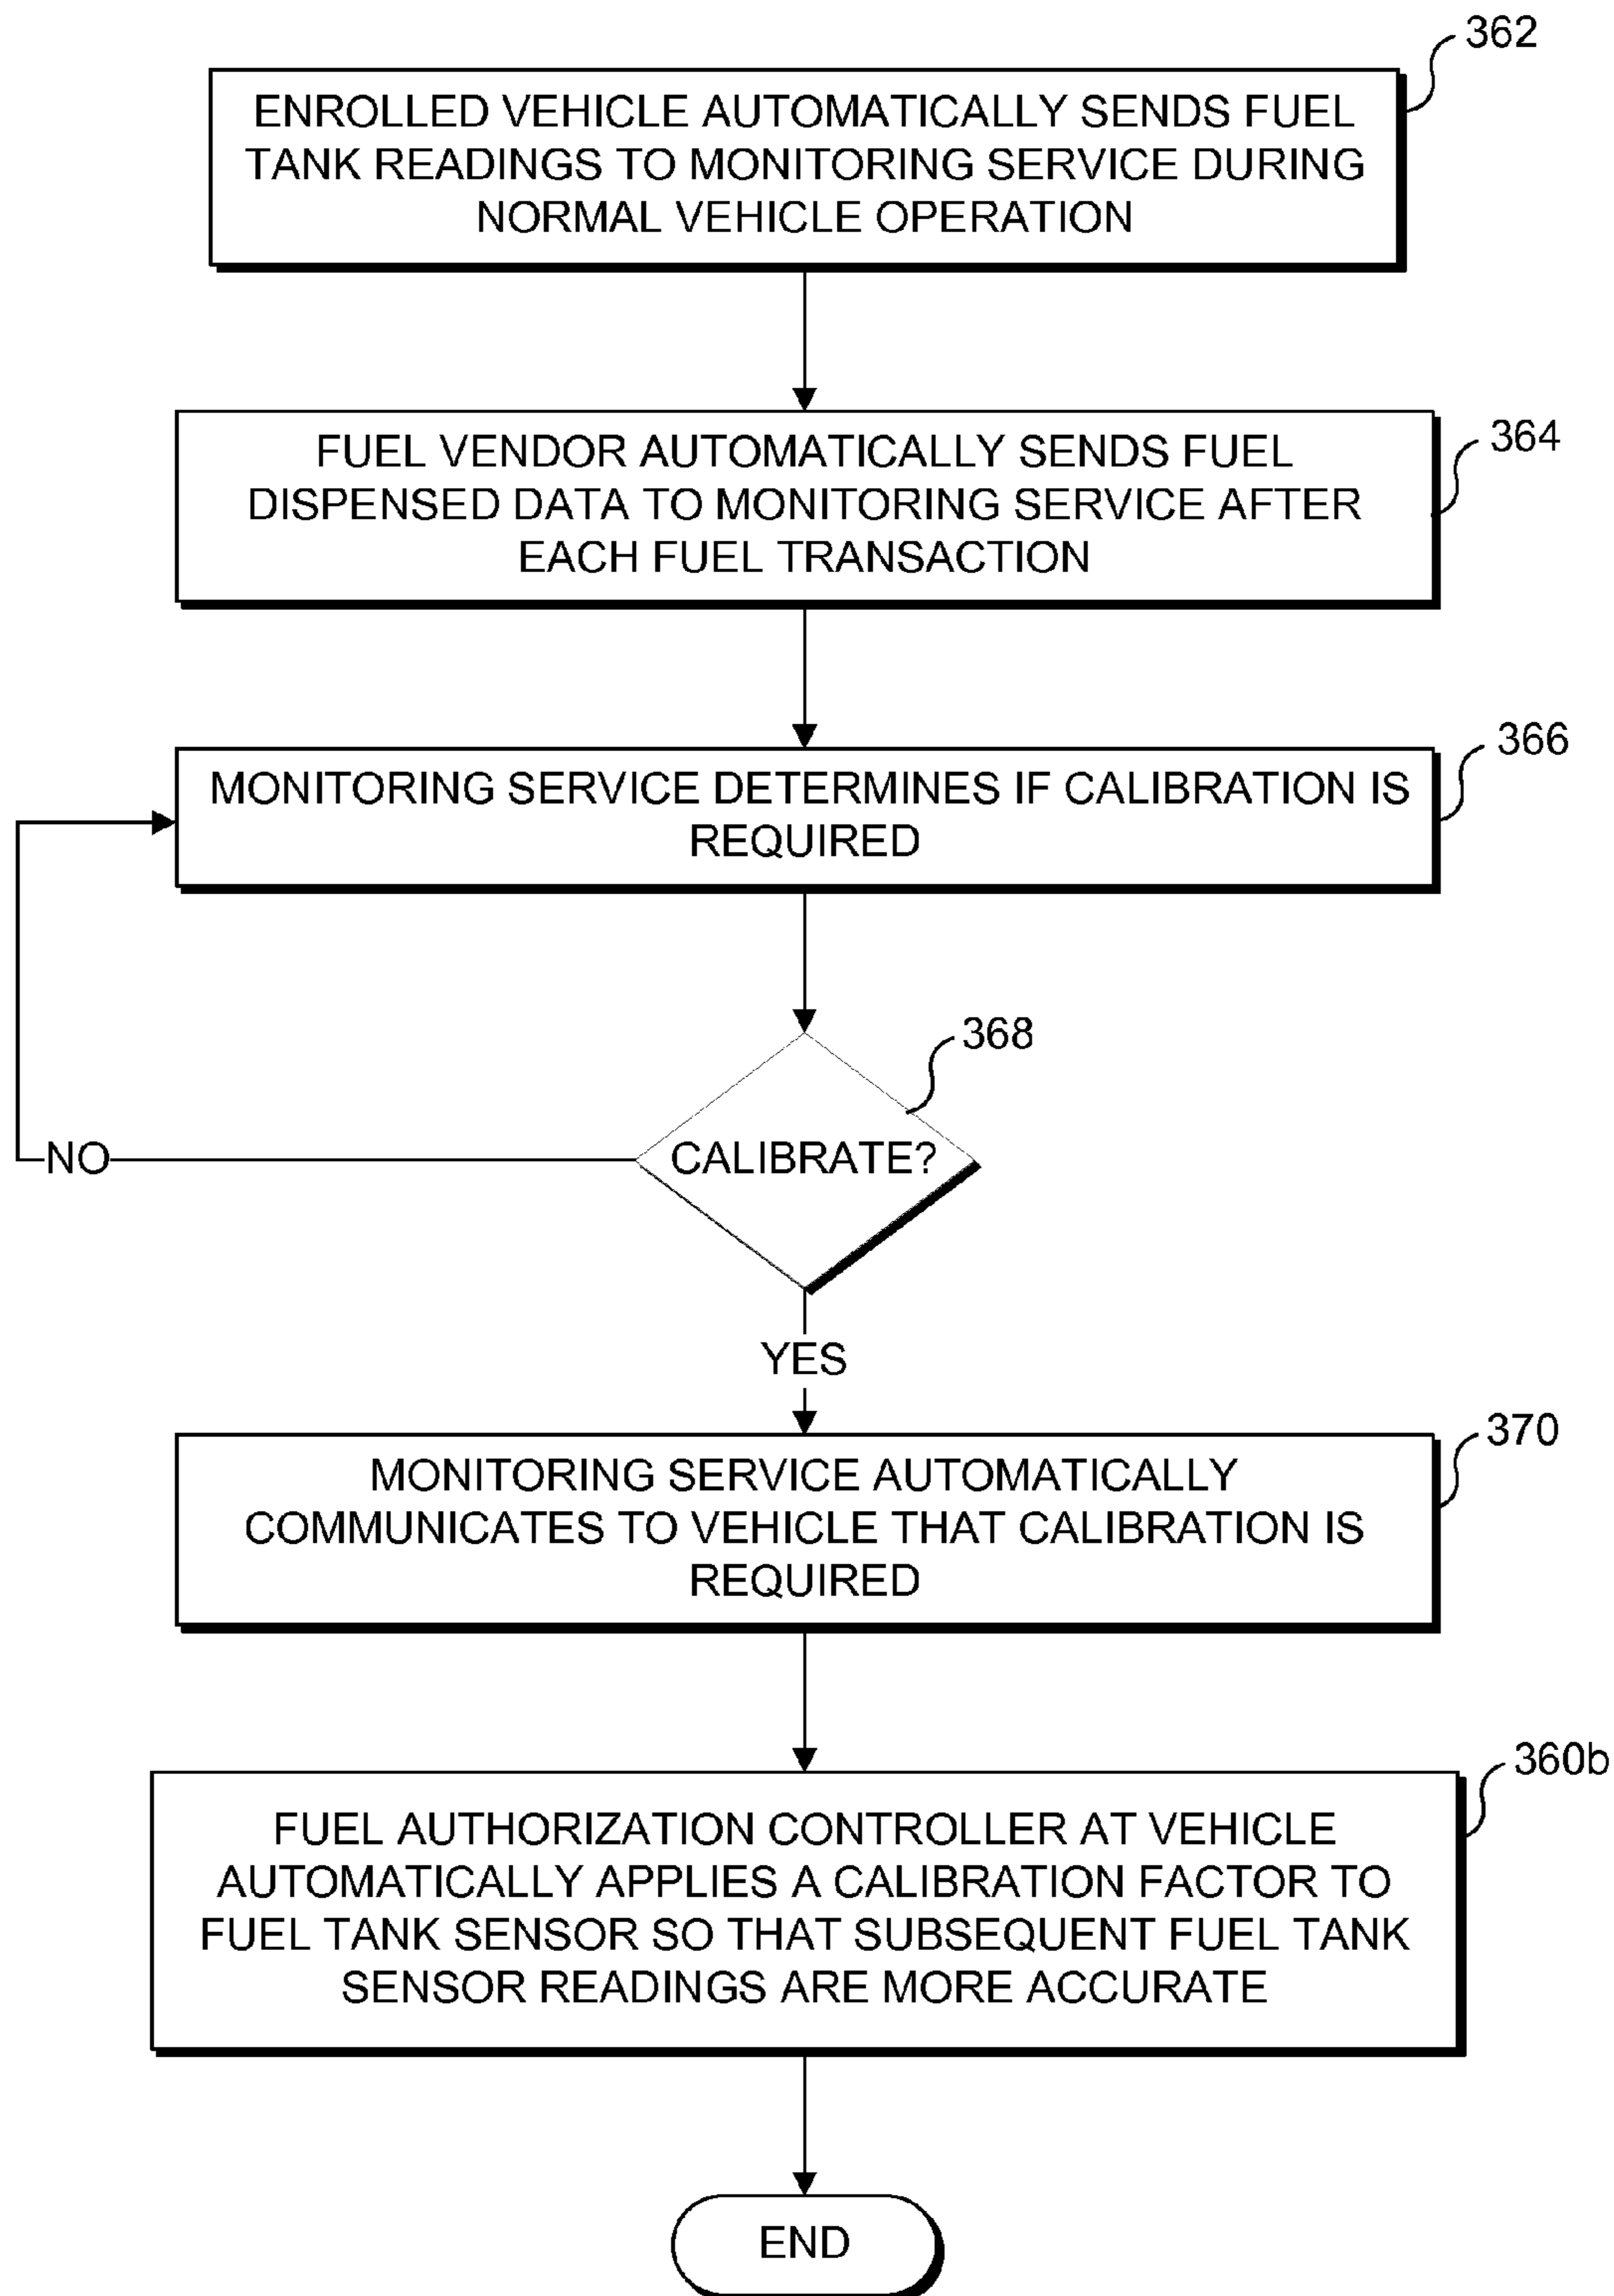 362
ENROLLED VEHICLE AUTOMATICALLY SENDS FUEL
TANK READINGS TO MONITORING SERVICE DURING
NORMAL VEHICLE OPERATION
364
FUEL VENDOR AUTOMATICALLY SENDS FUEL
DISPENSED DATA TO MONITORING SERVICE AFTER
EACH FUEL TRANSACTION
366
MONITORING SERVICE DETERMINES IF CALIBRATION IS
REQUIRED
368
CALIBRATE?
NO
YES
370
MONITORING SERVICE AUTOMATICALLY
COMMUNICATES TO VEHICLE THAT CALIBRATION IS
REQUIRED
360b
FUEL AUTHORIZATION CONTROLLER AT VEHICLE
AUTOMATICALLY APPLIES A CALIBRATION FACTOR TO
FUEL TANK SENSOR SO THAT SUBSEQUENT FUEL TANK
SENSOR READINGS ARE MORE ACCURATE
END